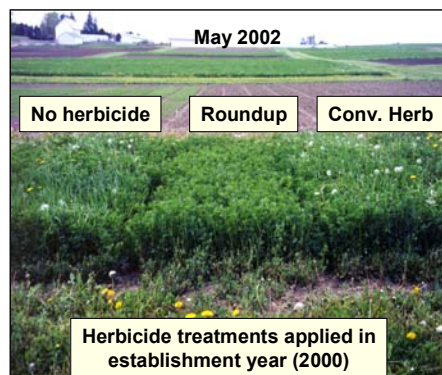 May 2002
No herbicide Roundup Conv. Herb
Herbicide treatments applied in
establishment year (2000)